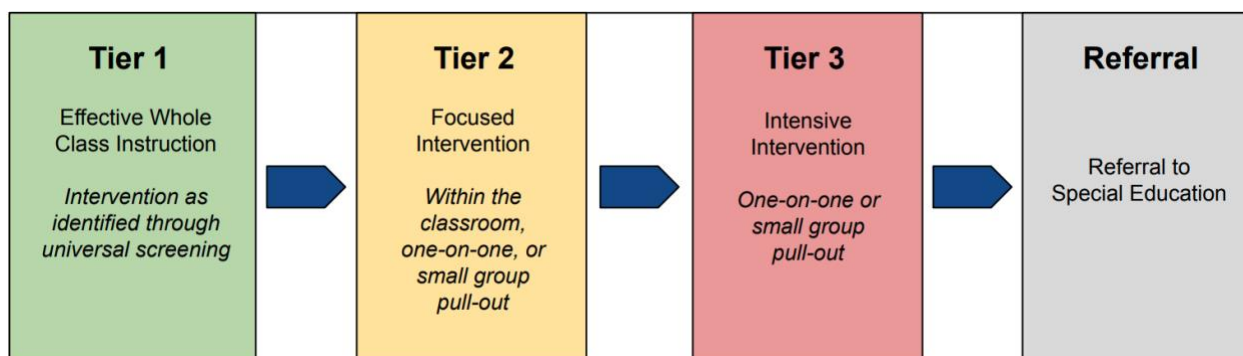 Tier 1
Effective Whole
Class Instruction
Intervention as
identified through
universal screening
Tier 2
Focused
Intervention
Within the
classroom,
one-on-one, or
small group
pull-out
Tier 3
Intensive
Intervention
One-on-one or
small group
pull-out
Referral
Referral to
Special Education